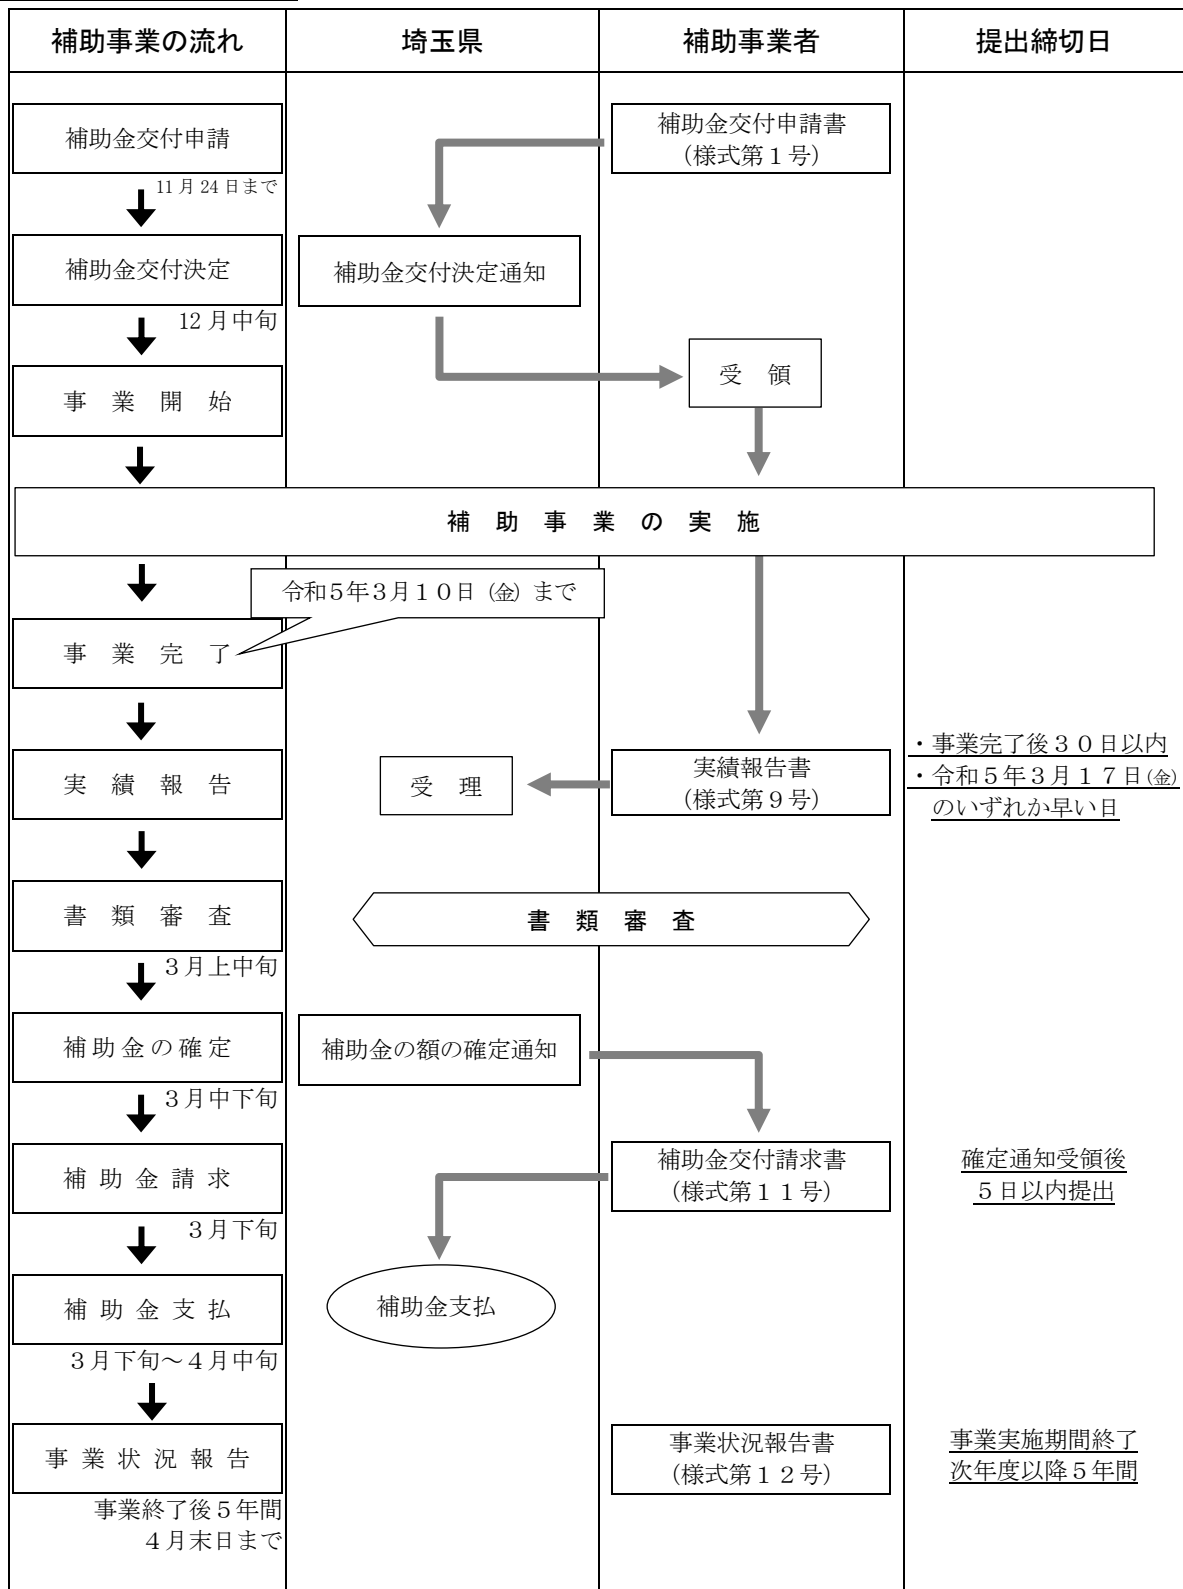 補助事業の流れ 埼玉県 補助事業者 提出締切日
補助金交付申請
補助金交付申請書
（様式第１号）
11月24日まで
補助金交付決定
補助金交付決定通知
12月中旬
受　領
事　業　開　始
補　助　事　業　の　実　施
令和５年３月１０日（金）まで
事　業　完　了
実　績　報　告
受　理
実績報告書
（様式第９号）
・事業完了後３０日以内
・令和５年３月１７日（金）
のいずれか早い日
書　類　審　査
書　類　審　査
３月上中旬
補助金の確定
補助金の額の確定通知
３月中下旬
補助金請求
補助金交付請求書
（様式第１１号）
確定通知受領後
５日以内提出
３月下旬
補助金支払
補助金支払
３月下旬～４月中旬
事業状況報告
事業状況報告書
（様式第１２号）
事業実施期間終了
次年度以降５年間
事業終了後５年間
４月末日まで